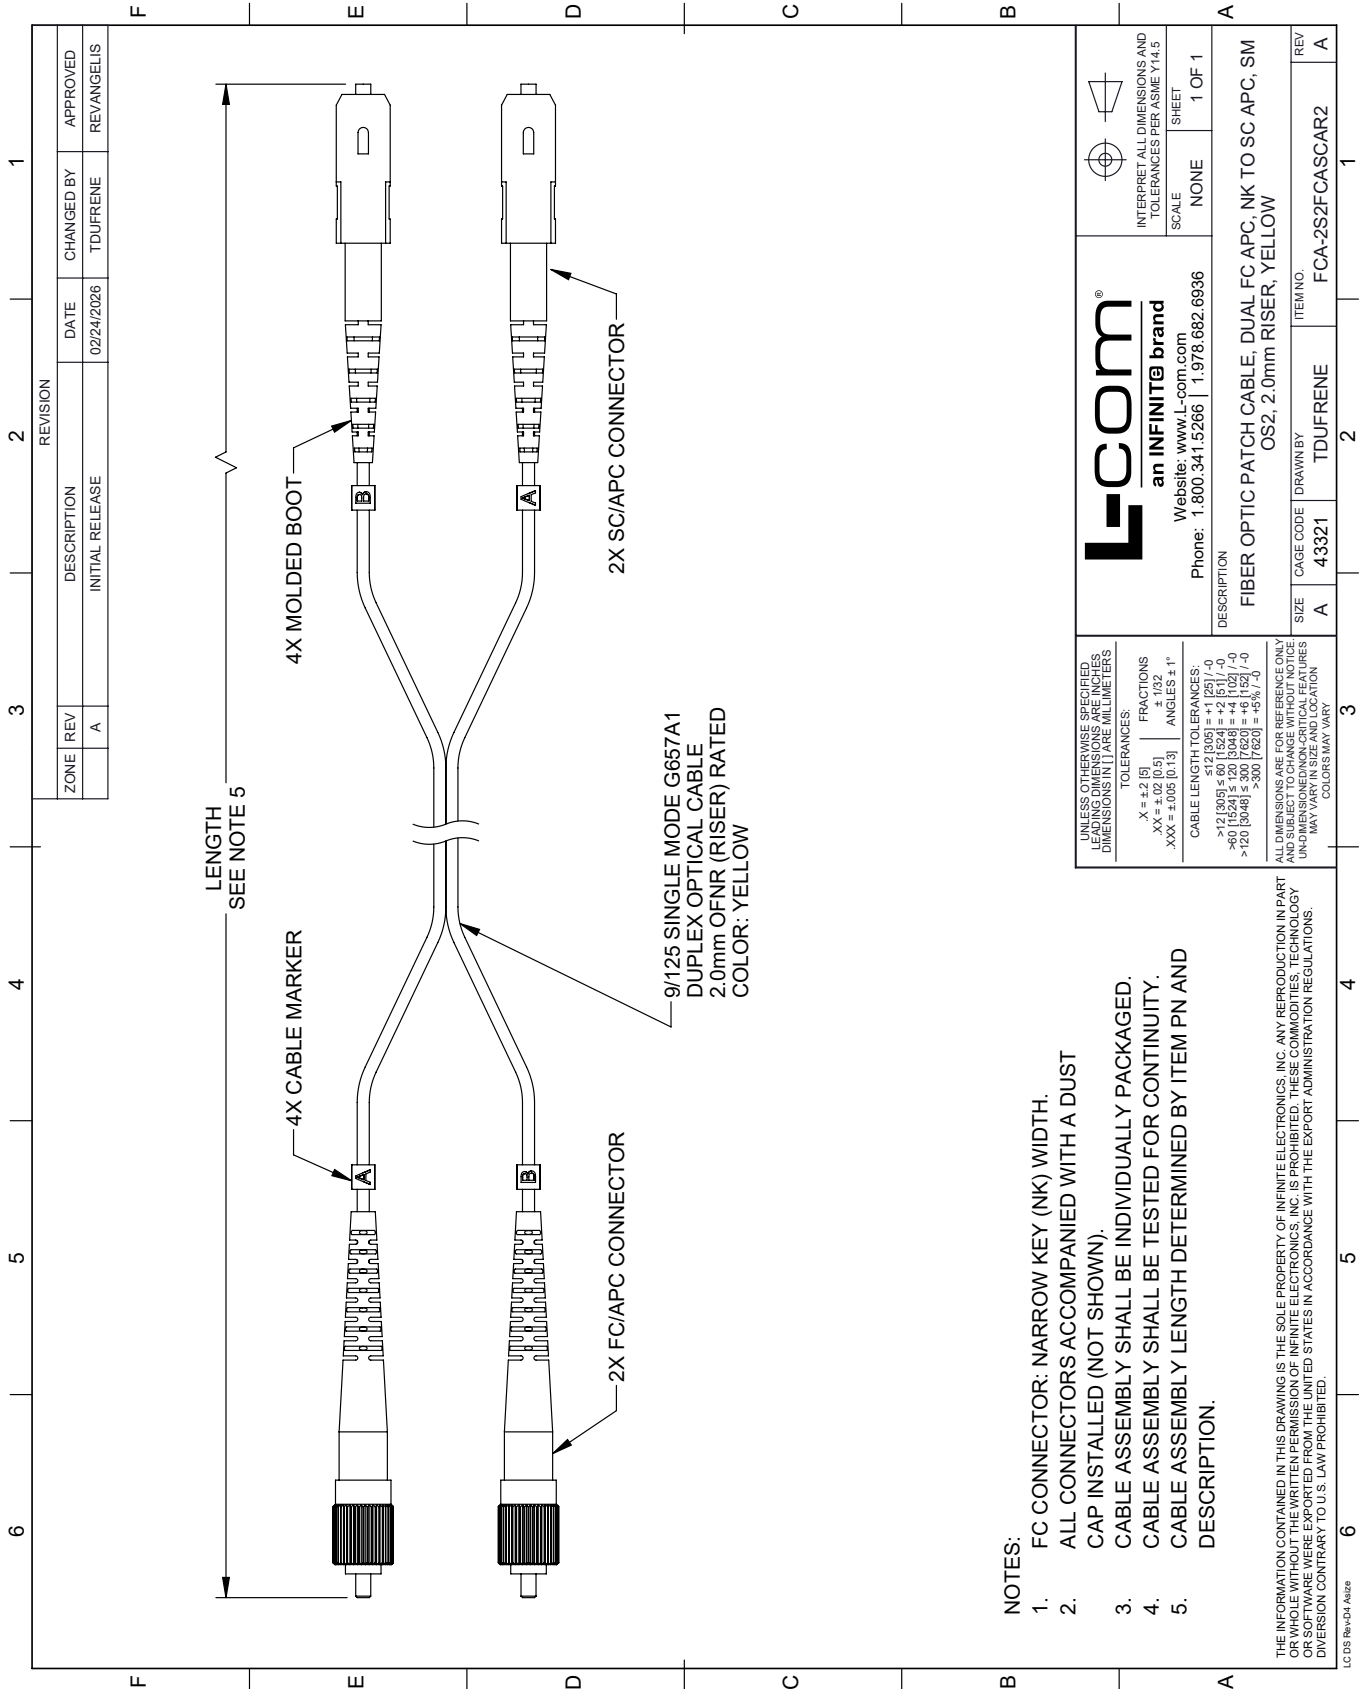 6
5
4
3
2
1
F
E
D
C
B
A
F
E
D
C
B
A
REVISION
ZONE REV DESCRIPTION DATE CHANGED BY APPROVED
A INITIAL RELEASE 02/24/2026 TDUFRENE REVANGELIS
LENGTH
SEE NOTE 5
4X CABLE MARKER
4X MOLDED BOOT
A
B
B
A
2X FC/APC CONNECTOR
2X SC/APC CONNECTOR
9/125 SINGLE MODE G657A1
DUPLEX OPTICAL CABLE
2.0mm OFNR (RISER) RATED
COLOR: YELLOW
NOTES:
1. FC CONNECTOR: NARROW KEY (NK) WIDTH.
2. ALL CONNECTORS ACCOMPANIED WITH A DUST
CAP INSTALLED (NOT SHOWN).
3. CABLE ASSEMBLY SHALL BE INDIVIDUALLY PACKAGED.
4. CABLE ASSEMBLY SHALL BE TESTED FOR CONTINUITY.
5. CABLE ASSEMBLY LENGTH DETERMINED BY ITEM PN AND
DESCRIPTION.
THE INFORMATION CONTAINED IN THIS DRAWING IS THE SOLE PROPERTY OF INFINITE ELECTRONICS, INC. ANY REPRODUCTION IN PART
OR WHOLE WITHOUT THE WRITTEN PERMISSION OF INFINITE ELECTRONICS, INC. IS PROHIBITED. THESE COMMODITIES, TECHNOLOGY
OR SOFTWARE WERE EXPORTED FROM THE UNITED STATES IN ACCORDANCE WITH THE EXPORT ADMINISTRATION REGULATIONS.
DIVERSION CONTRARY TO U.S. LAW PROHIBITED.
UNLESS OTHERWISE SPECIFIED
LEADING DIMENSIONS ARE INCHES
DIMENSIONS IN [ ] ARE MILLIMETERS
TOLERANCES:
.X = ±.2 [5] FRACTIONS
.XX = ±.02 [0.5] ± 1/32
.XXX = ±.005 [0.13] ANGLES ± 1°
CABLE LENGTH TOLERANCES:
≤12 [305] = +1 [25] / -0
>12 [305] ≤ 60 [1524] = +2 [51] / -0
>60 [1524] ≤ 120 [3048] = +4 [102] / -0
>120 [3048] ≤ 300 [7620] = +6 [152] / -0
>300 [7620] = +5% / -0
ALL DIMENSIONS ARE FOR REFERENCE ONLY
AND SUBJECT TO CHANGE WITHOUT NOTICE.
UN-DIMENSIONED/NON-CRITICAL FEATURES
MAY VARY IN SIZE AND LOCATION
COLORS MAY VARY
L-com®
an INFINITE brand
Website: www.L-com.com
Phone: 1.800.341.5266 | 1.978.682.6936
INTERPRET ALL DIMENSIONS AND
TOLERANCES PER ASME Y14.5
SCALE SHEET
NONE 1 OF 1
DESCRIPTION
FIBER OPTIC PATCH CABLE, DUAL FC APC, NK TO SC APC, SM
OS2, 2.0mm RISER, YELLOW
SIZE CAGE CODE DRAWN BY ITEM NO. REV
A 43321 TDUFRENE FCA-2S2FCASCAR2 A
6
5
4
3
2
1
LC DS Rev-D4 Asize